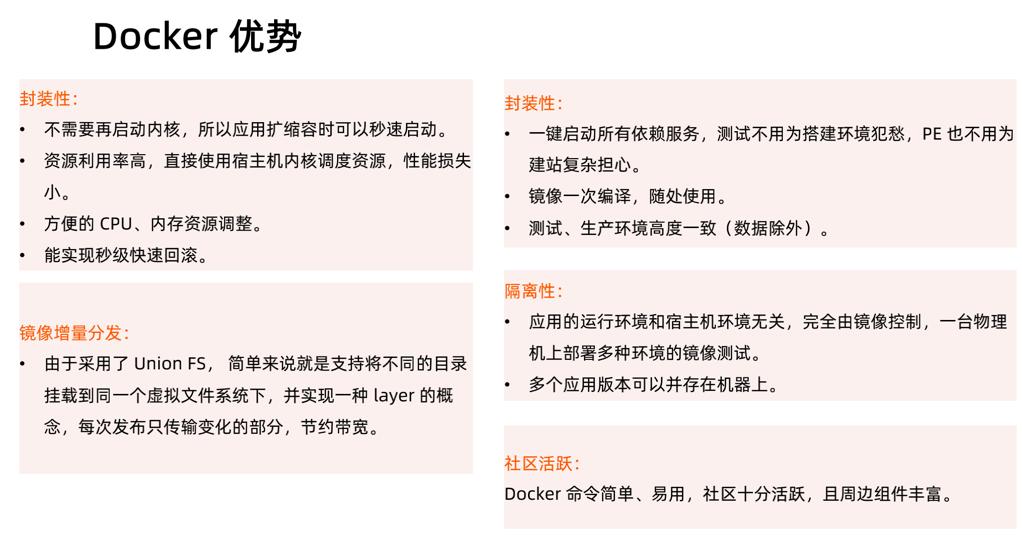 Docker 优势
封装性：
• 不需要再启动内核，所以应用扩缩容时可以秒速启动。
• 资源利用率高，直接使用宿主机内核调度资源，性能损失
小。
• 方便的 CPU、内存资源调整。
• 能实现秒级快速回滚。
镜像增量分发：
• 由于采用了 Union FS， 简单来说就是支持将不同的目录
挂载到同一个虚拟文件系统下，并实现一种 layer 的概
念，每次发布只传输变化的部分，节约带宽。
封装性：
• 一键启动所有依赖服务，测试不用为搭建环境犯愁，PE 也不用为
建站复杂担心。
• 镜像一次编译，随处使用。
• 测试、生产环境高度一致（数据除外）。
隔离性：
• 应用的运行环境和宿主机环境无关，完全由镜像控制，一台物理
机上部署多种环境的镜像测试。
• 多个应用版本可以并存在机器上。
社区活跃：
Docker 命令简单、易用，社区十分活跃，且周边组件丰富。